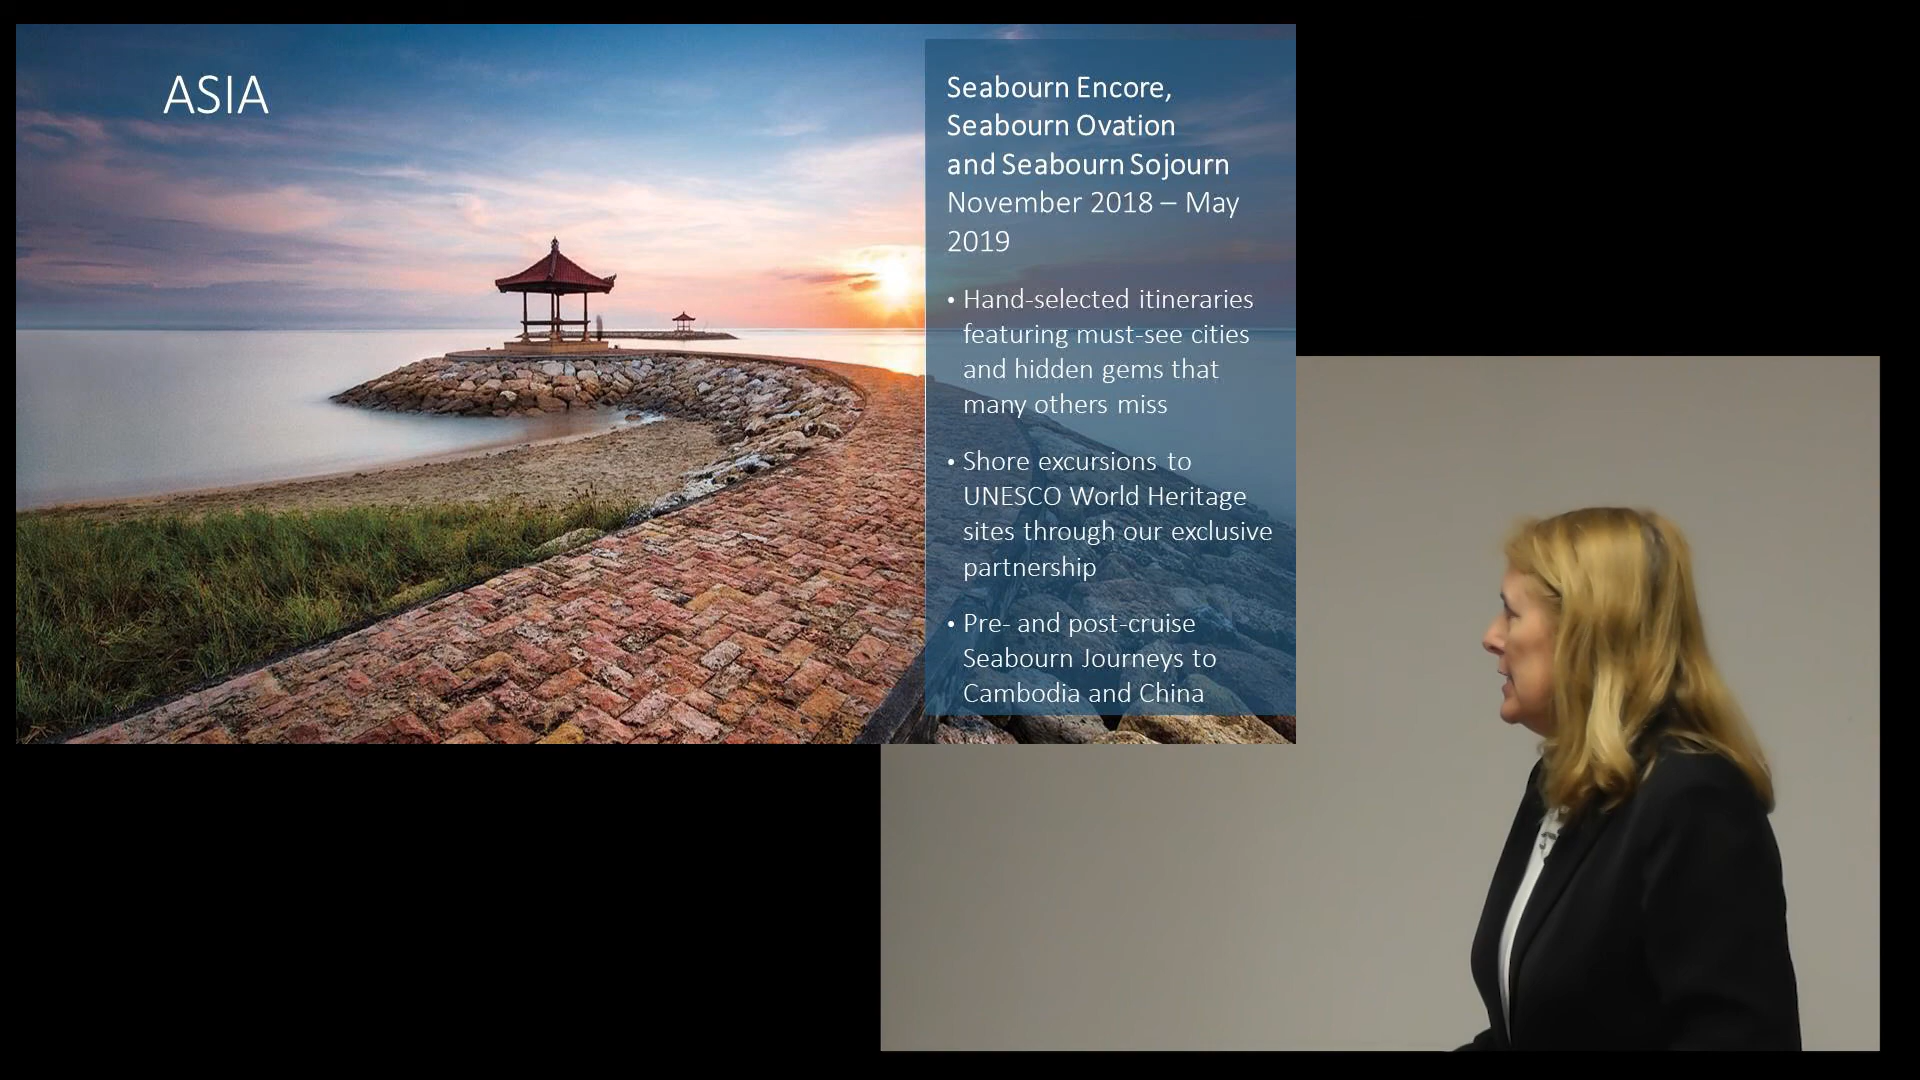 ASIA
Seabourn Encore,
Seabourn Ovation
and Seabourn Sojourn
November 2018 – May
2019
• Hand-selected itineraries
featuring must-see cities
and hidden gems that
many others miss
• Shore excursions to
UNESCO World Heritage
sites through our exclusive
partnership
• Pre- and post-cruise
Seabourn Journeys to
Cambodia and China